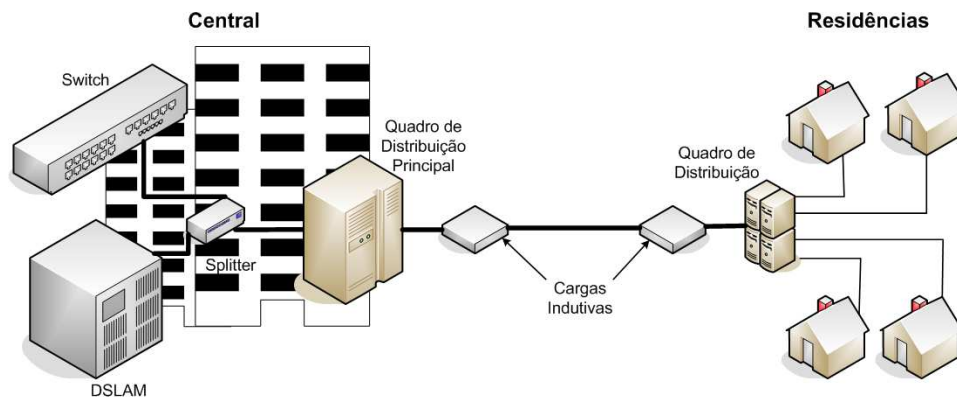 Central
Residências
Switch
Quadro de
Distribuição
Principal
Quadro de
Distribuição
Splitter
Cargas
Indutivas
DSLAM